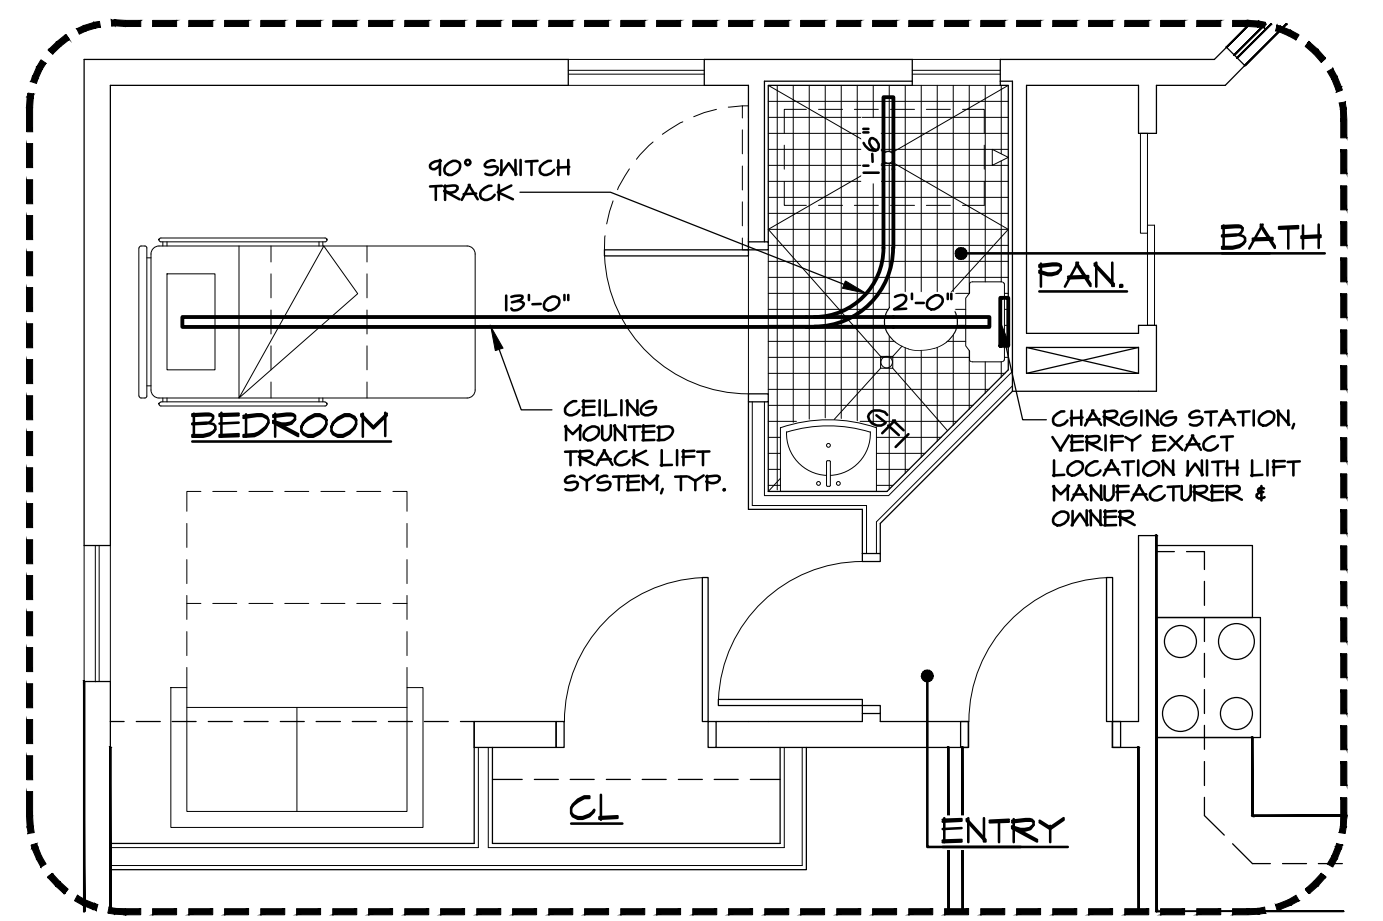 90° SWITCH
TRACK
1'-6"
BATH
PAN.
13'-0"
2'-0"
BEDROOM
CEILING
MOUNTED
TRACK LIFT
SYSTEM, TYP.
GFI
CHARGING STATION,
VERIFY EXACT
LOCATION WITH LIFT
MANUFACTURER &
OWNER
CL
ENTRY